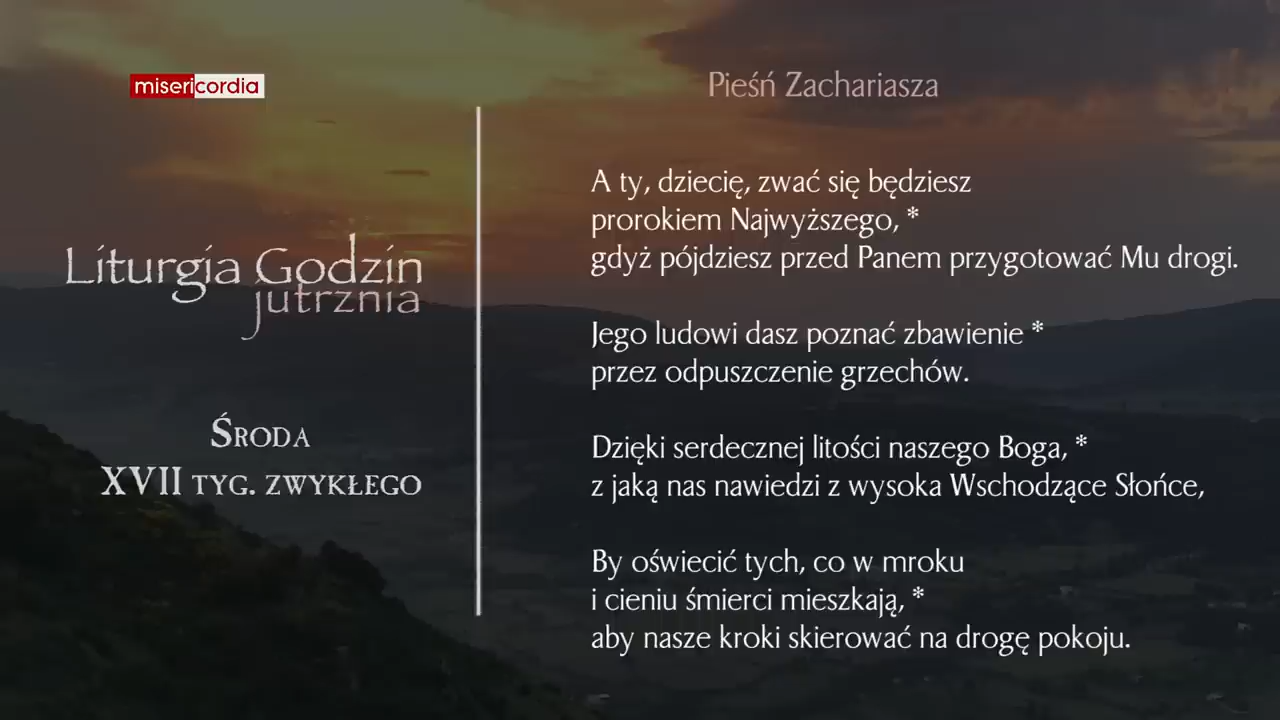 misericordia
Liturgia Godzin
jutrznia
Środa
XVII tyg. zwykłego
Pieśń Zachariasza
A ty, dziecię, zwać się będziesz
prorokiem Najwyższego, *
gdyż pójdziesz przed Panem przygotować Mu drogi.
Jego ludowi dasz poznać zbawienie *
przez odpuszczenie grzechów.
Dzięki serdecznej litości naszego Boga, *
z jaką nas nawiedzi z wysoka Wschodzące Słońce,
By oświecić tych, co w mroku
i cieniu śmierci mieszkają, *
aby nasze kroki skierować na drogę pokoju.